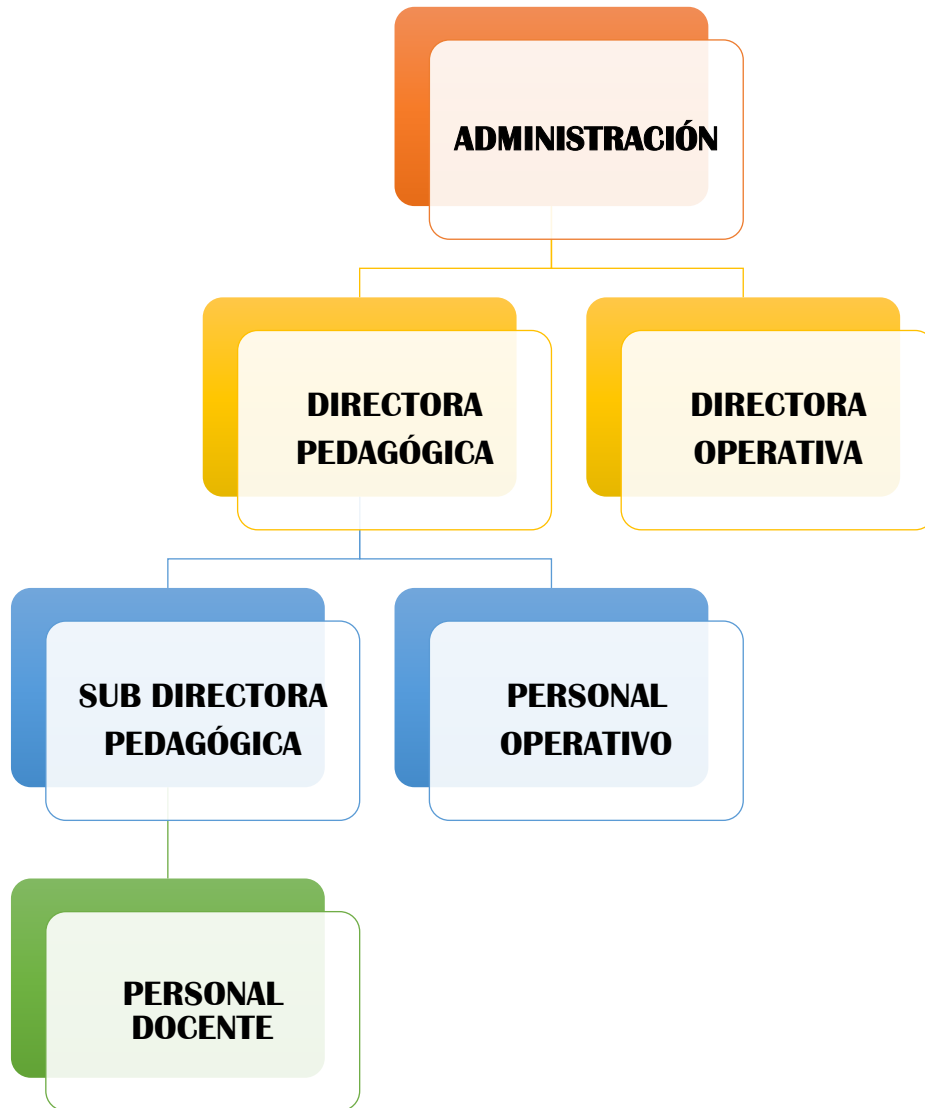 ADMINISTRACIÓN
DIRECTORA
PEDAGÓGICA
DIRECTORA
OPERATIVA
SUB DIRECTORA
PEDAGÓGICA
PERSONAL
OPERATIVO
PERSONAL
DOCENTE